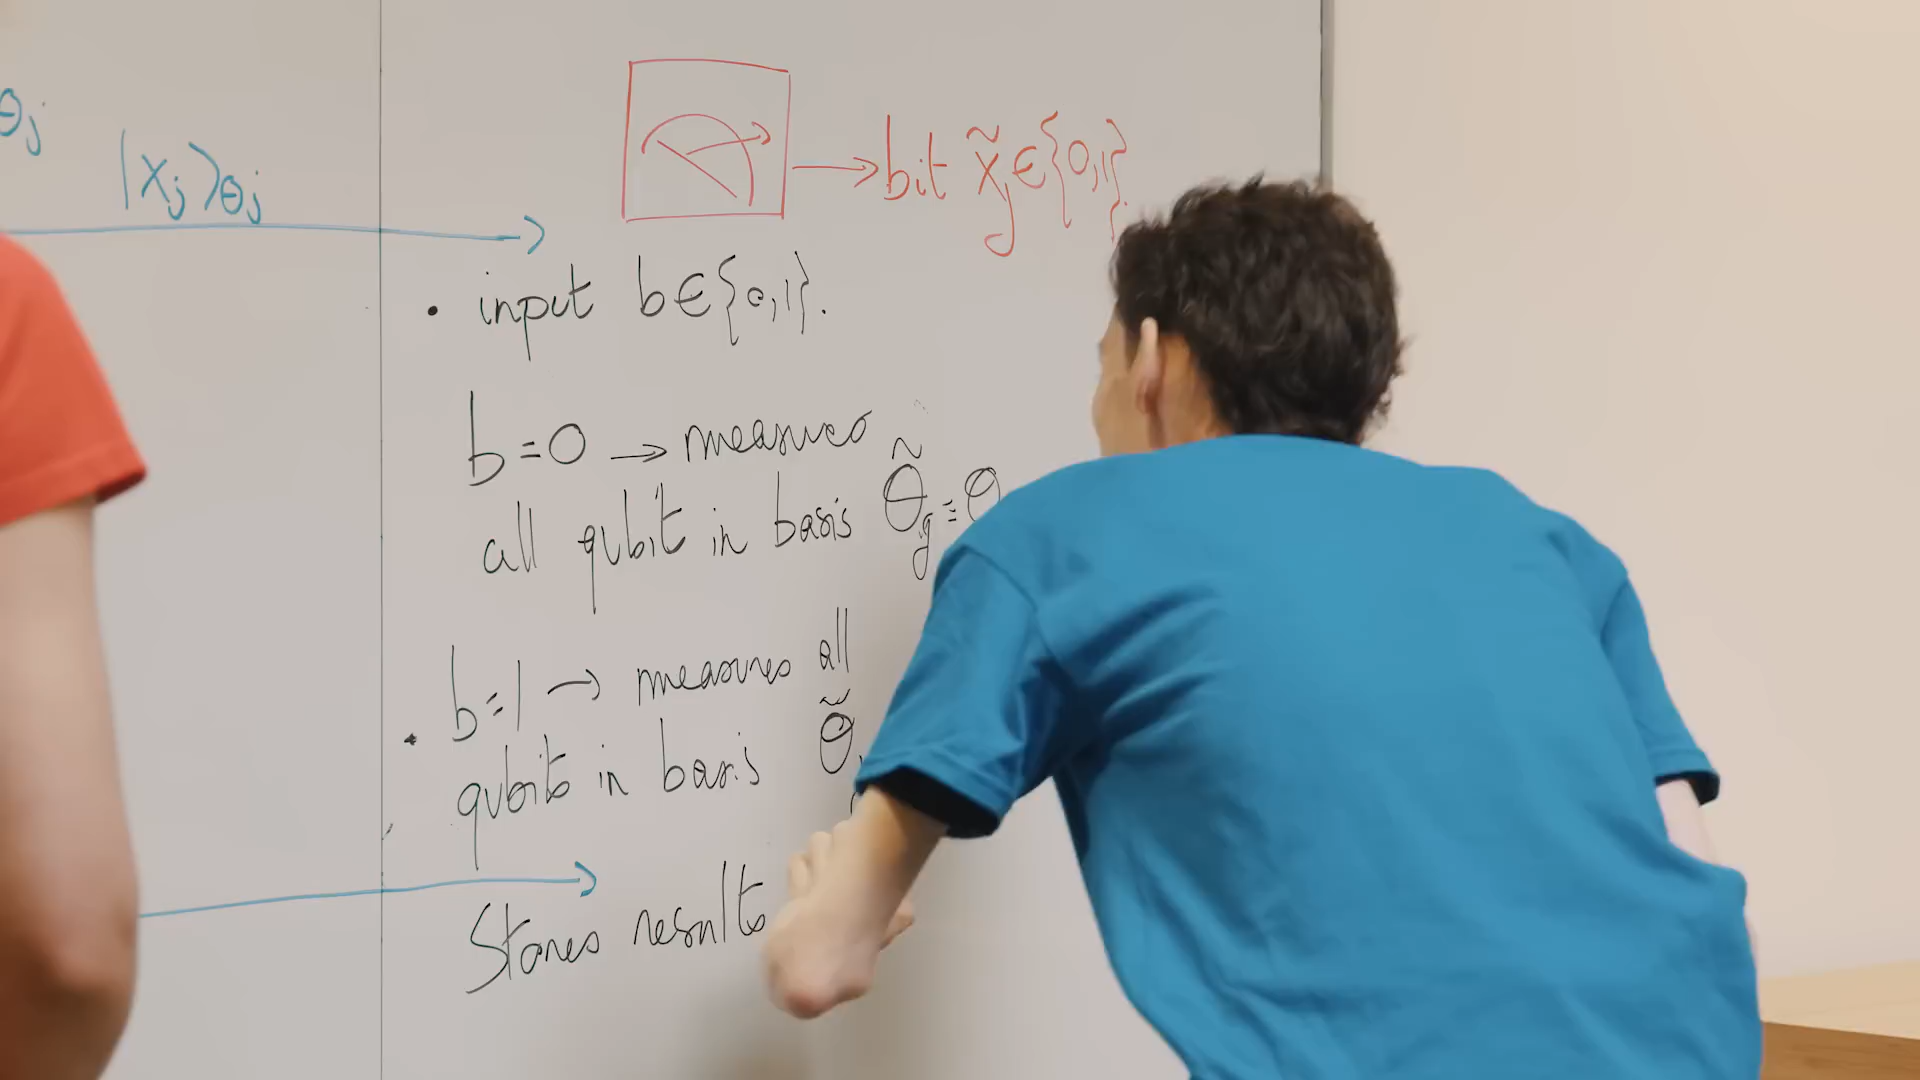 θj
|xj⟩θj
bit x̃j∈{0,1}.
• input b∈{0,1}.
b=0 → measures
all qubit in basis θ̃j=0
• b=1 → measures all
qubits in basis θ̃
Stores results